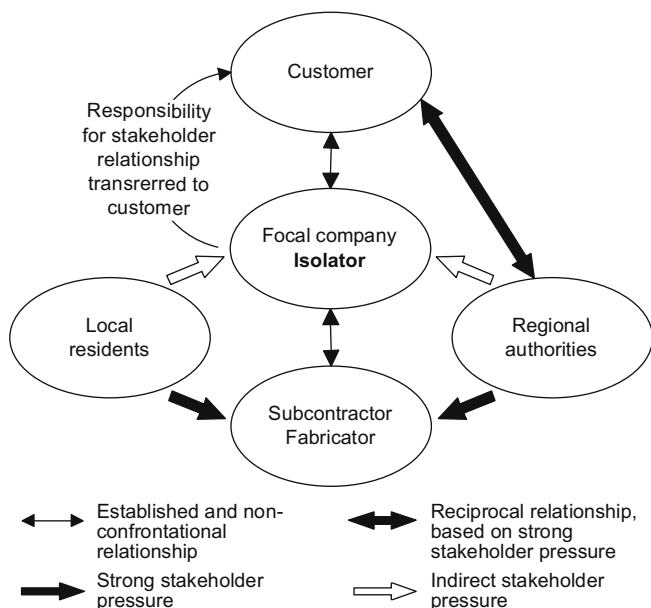 Customer
Responsibility
for stakeholder
relationship
transrerred to
customer
Focal company
Isolator
Local
residents
Regional
authorities
Subcontractor
Fabricator
Established and non-
confrontational
relationship
Reciprocal relationship,
based on strong
stakeholder pressure
Strong stakeholder
pressure
Indirect stakeholder
pressure